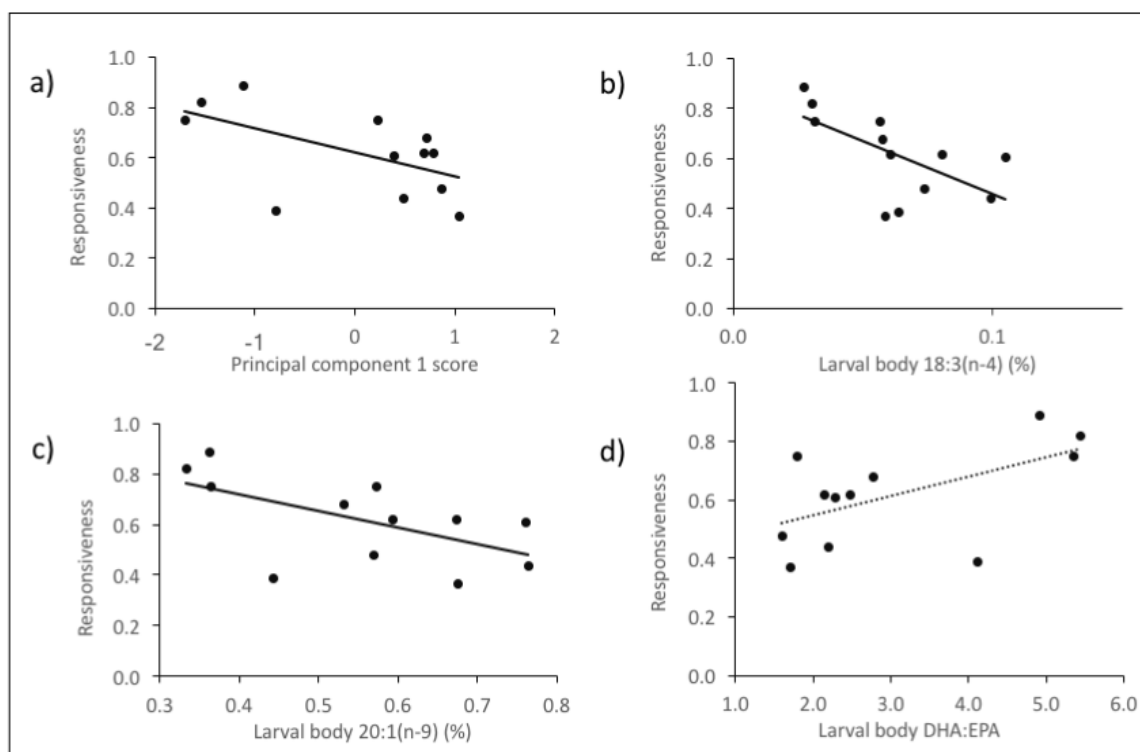 a)
1.0
0.8
0.6
0.4
0.2
0.0
Responsiveness
-2 -1 0 1 2
Principal component 1 score
b)
1.0
0.8
0.6
0.4
0.2
0.0
Responsiveness
0.0 0.1
Larval body 18:3(n-4) (%)
c)
1.0
0.8
0.6
0.4
0.2
0.0
Responsiveness
0.3 0.4 0.5 0.6 0.7 0.8
Larval body 20:1(n-9) (%)
d)
1.0
0.8
0.6
0.4
0.2
0.0
Responsiveness
1.0 2.0 3.0 4.0 5.0 6.0
Larval body DHA:EPA